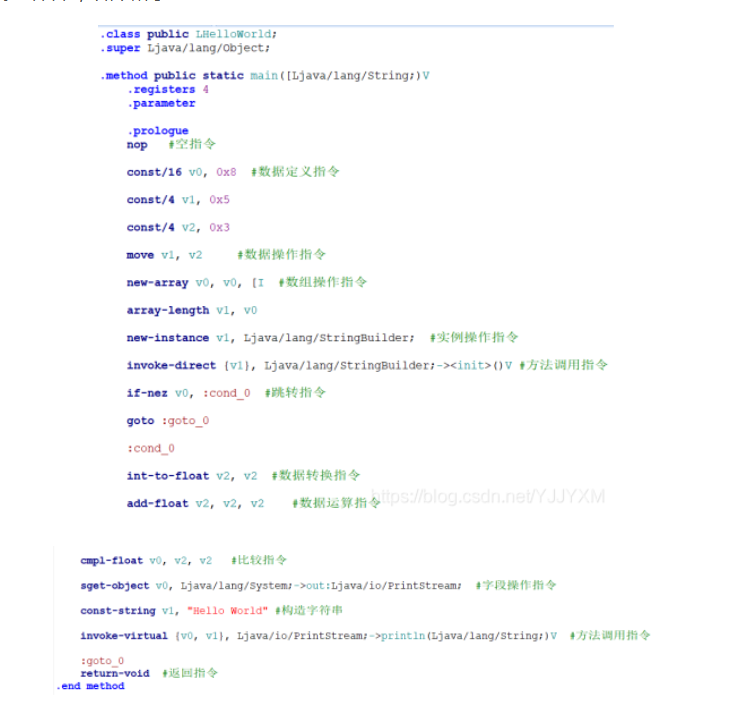 .class public LHelloWorld;
.super Ljava/lang/Object;
.method public static main([Ljava/lang/String;)V
.registers 4
.parameter
.prologue
nop #空指令
const/16 v0, 0x8 #数据定义指令
const/4 v1, 0x5
const/4 v2, 0x3
move v1, v2 #数据操作指令
new-array v0, v0, [I #数组操作指令
array-length v1, v0
new-instance v1, Ljava/lang/StringBuilder; #实例操作指令
invoke-direct {v1}, Ljava/lang/StringBuilder;-><init>()V #方法调用指令
if-nez v0, :cond_0 #跳转指令
goto :goto_0
:cond_0
int-to-float v2, v2 #数据转换指令
add-float v2, v2, v2 #数据运算指令
https://blog.csdn.net/YJJYXM
cmpl-float v0, v2, v2 #比较指令
sget-object v0, Ljava/lang/System;->out:Ljava/io/PrintStream; #字段操作指令
const-string v1, "Hello World" #构造字符串
invoke-virtual {v0, v1}, Ljava/io/PrintStream;->println(Ljava/lang/String;)V #方法调用指令
:goto_0
return-void #返回指令
.end method